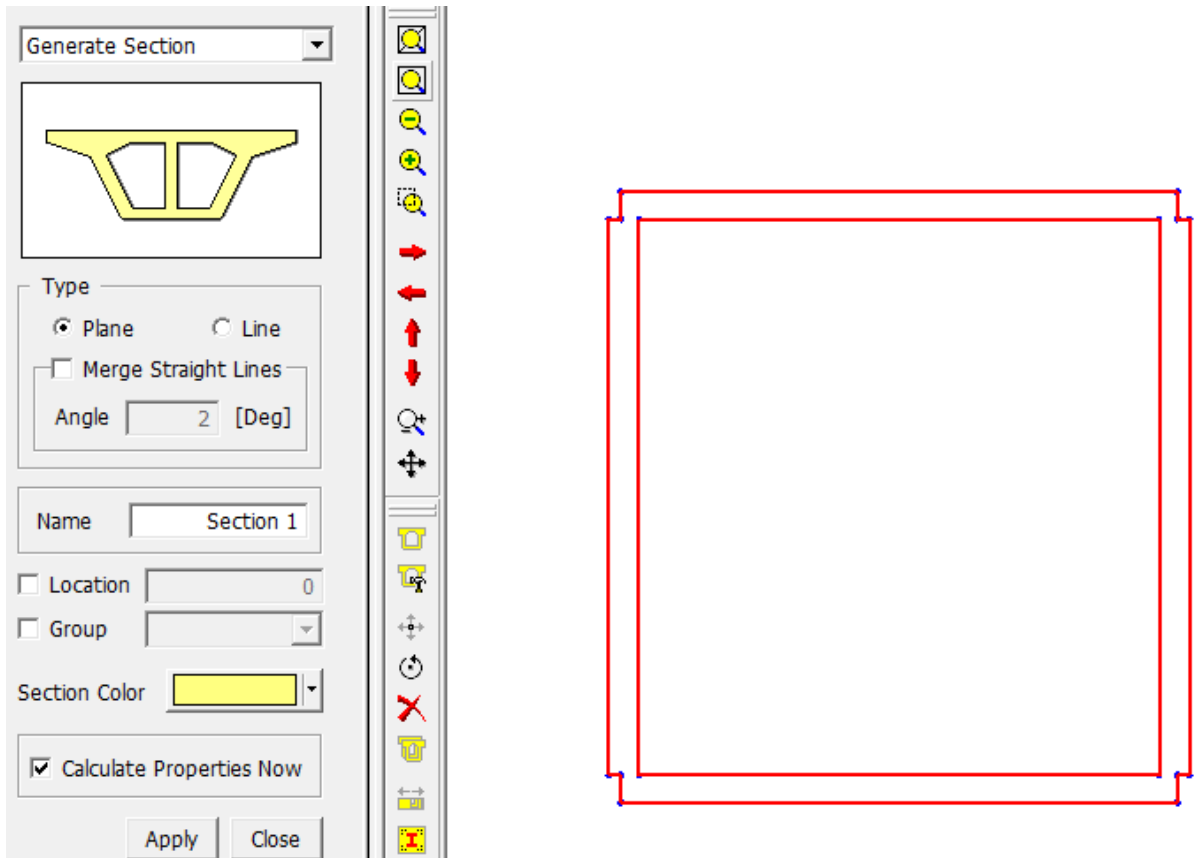 Generate Section
Type
Plane Line
Merge Straight Lines
Angle 2 [Deg]
Name Section 1
Location 0
Group
Section Color
Calculate Properties Now
Apply Close